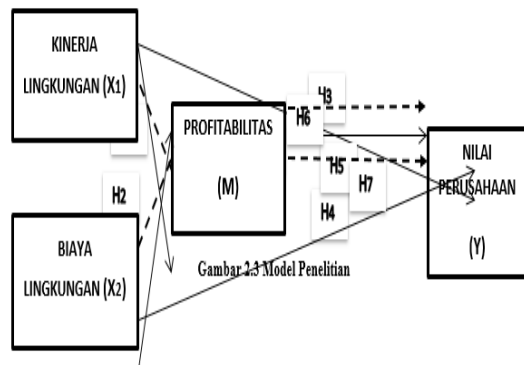 KINERJA
LINGKUNGAN (X1)
PROFITABILITAS
(M)
H3
H6
H2
H5
H7
H4
NILAI
PERUSAHAAN
(Y)
BIAYA
LINGKUNGAN (X2)
Gambar 2.3 Model Penelitian